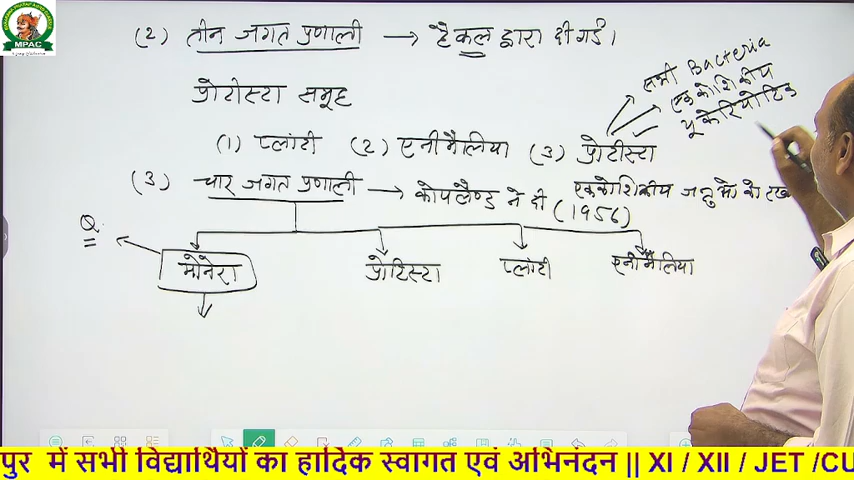 (2) तीन जगत प्रणाली → हैकल द्वारा दी गई।
प्रोटीस्टा समूह
सभी Bacteria
एककोशिकीय
यूकेरियोटिक
(1) प्लांटी (2) एनीमैलिया (3) प्रोटीस्टा
एककोशिकीय जन्तुओ को रखा
(3) चार जगत प्रणाली → कोपलैण्ड ने दी (1956)
Q.
मोनेरा प्रोटिस्टा प्लांटी एनीमैलिया
MPAC
पुर में सभी विद्यार्थियों का हार्दिक स्वागत एवं अभिनंदन || XI / XII / JET /CU